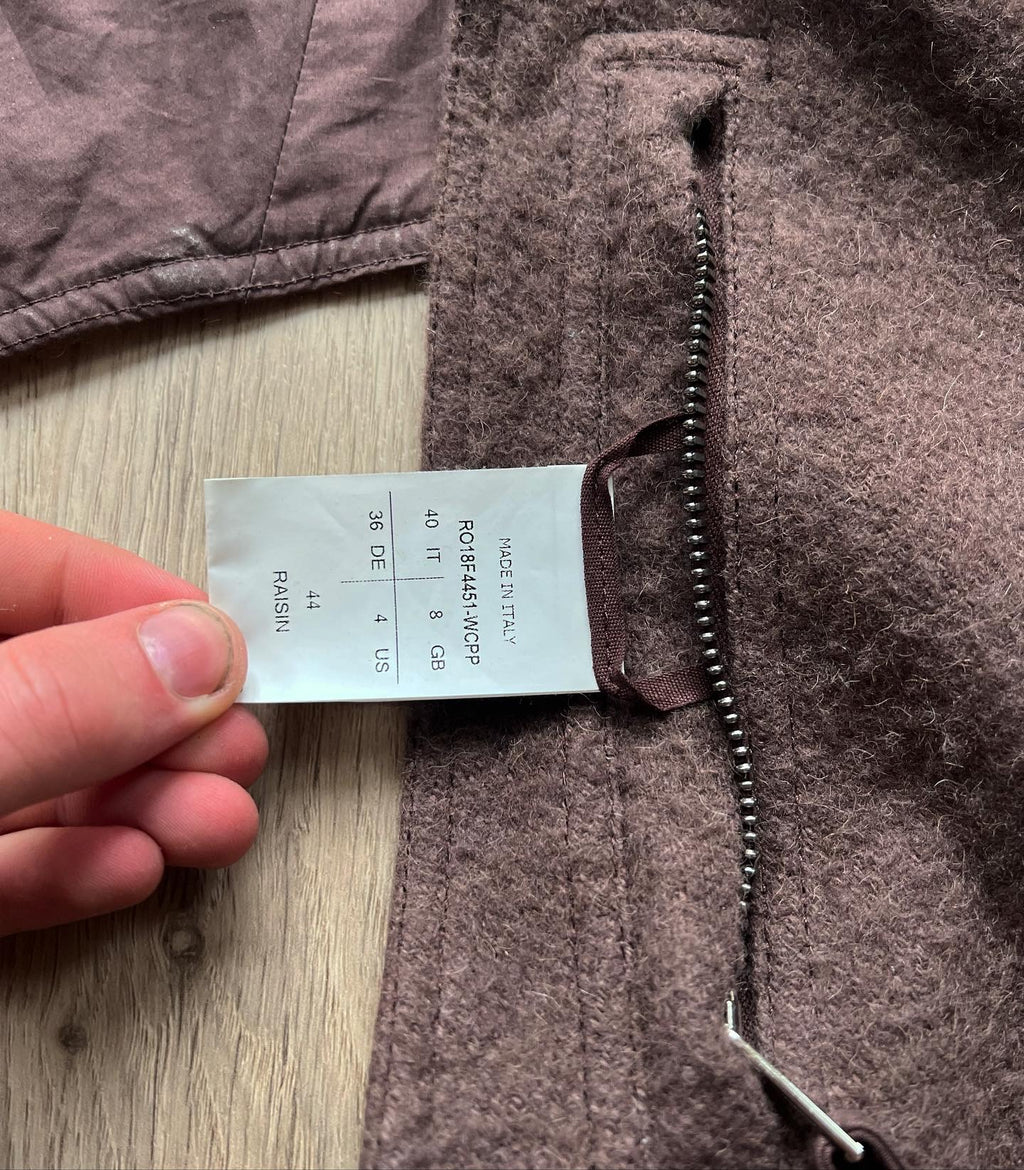 MADE IN ITALY
RO18F4451-WCPP
40 IT 8 GB
36 DE 4 US
44
RAISIN